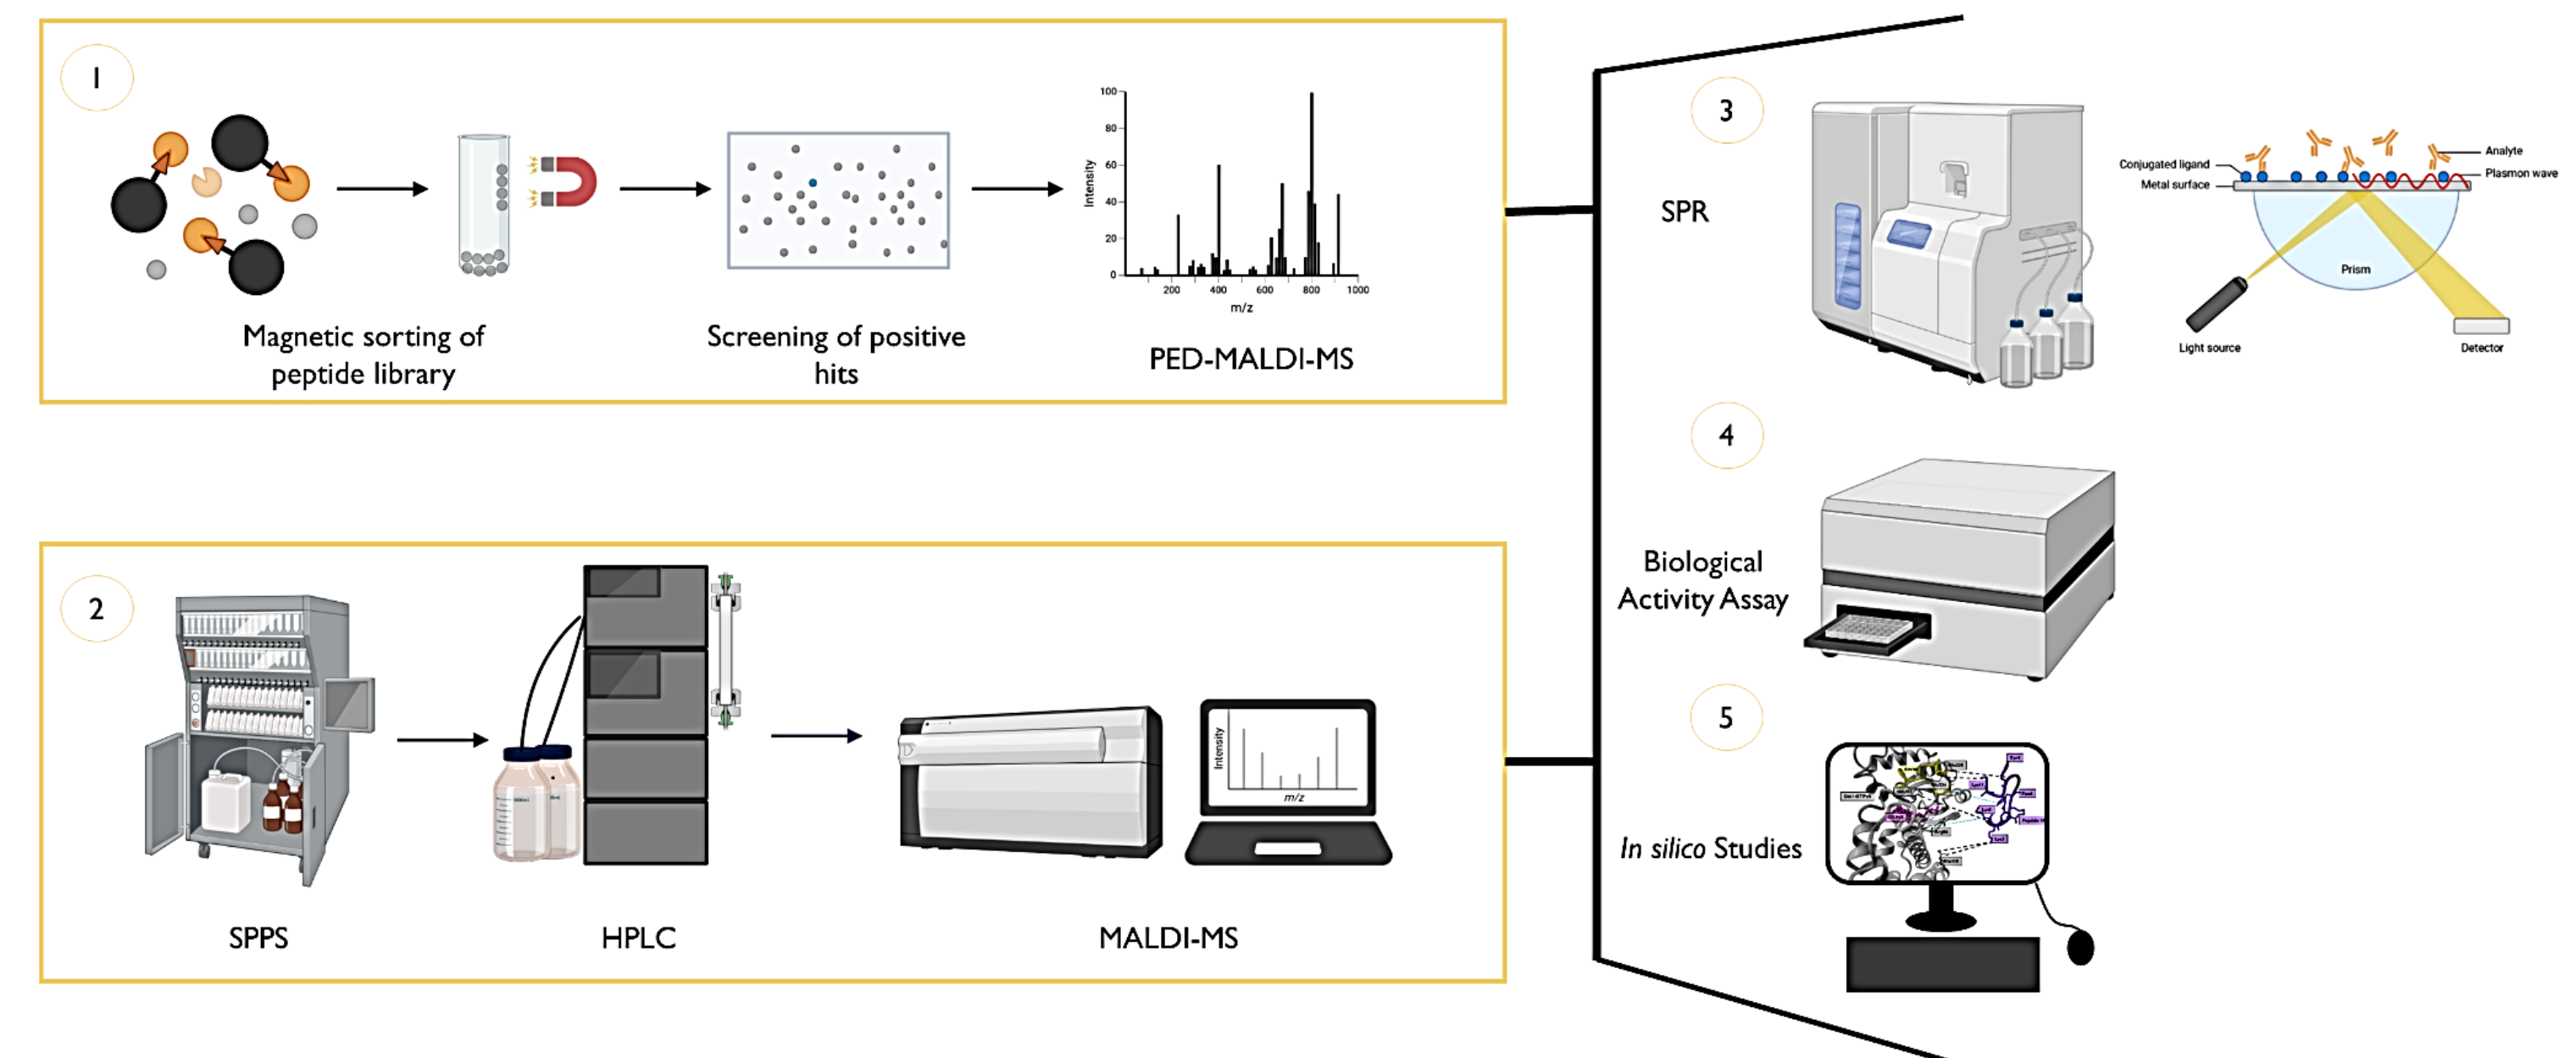 1
Magnetic sorting of
peptide library
Screening of positive
hits
100
80
60
40
20
0
Intensity
200 400 600 800 1000
m/z
PED-MALDI-MS
2
SPPS
HPLC
Intensity
m/z
MALDI-MS
3
SPR
Conjugated ligand
Metal surface
Analyte
Plasmon wave
Prism
Light source
Detector
4
Biological
Activity Assay
5
In silico Studies